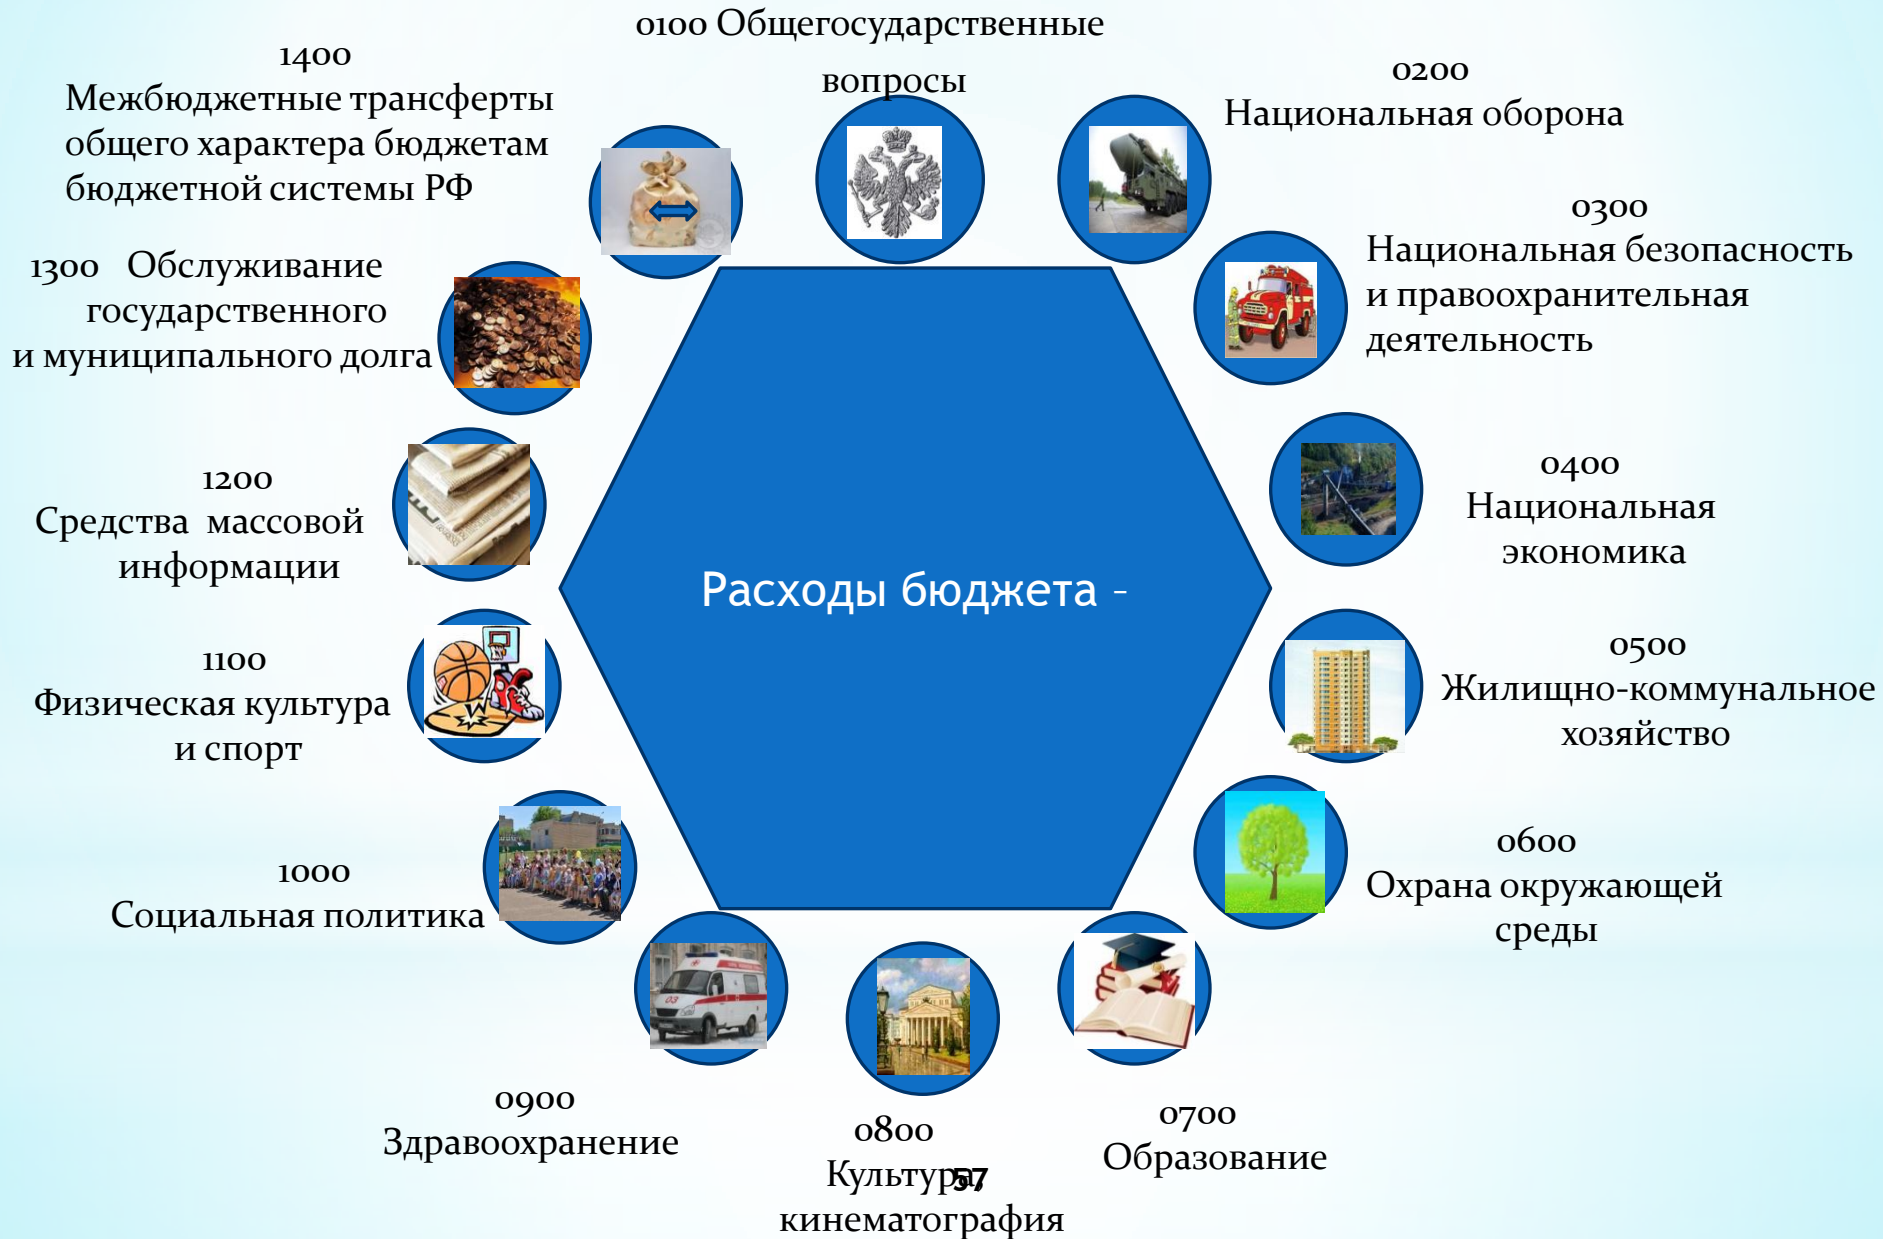 0100 Общегосударственные
вопросы
0200
Национальная оборона
0300
Национальная безопасность
и правоохранительная
деятельность
0400
Национальная
экономика
0500
Жилищно-коммунальное
хозяйство
0600
Охрана окружающей
среды
0700
Образование
0800
Культура,
кинематография
57
0900
Здравоохранение
1000
Социальная политика
1100
Физическая культура
и спорт
1200
Средства массовой
информации
1300 Обслуживание
государственного
и муниципального долга
1400
Межбюджетные трансферты
общего характера бюджетам
бюджетной системы РФ
Расходы бюджета -
03